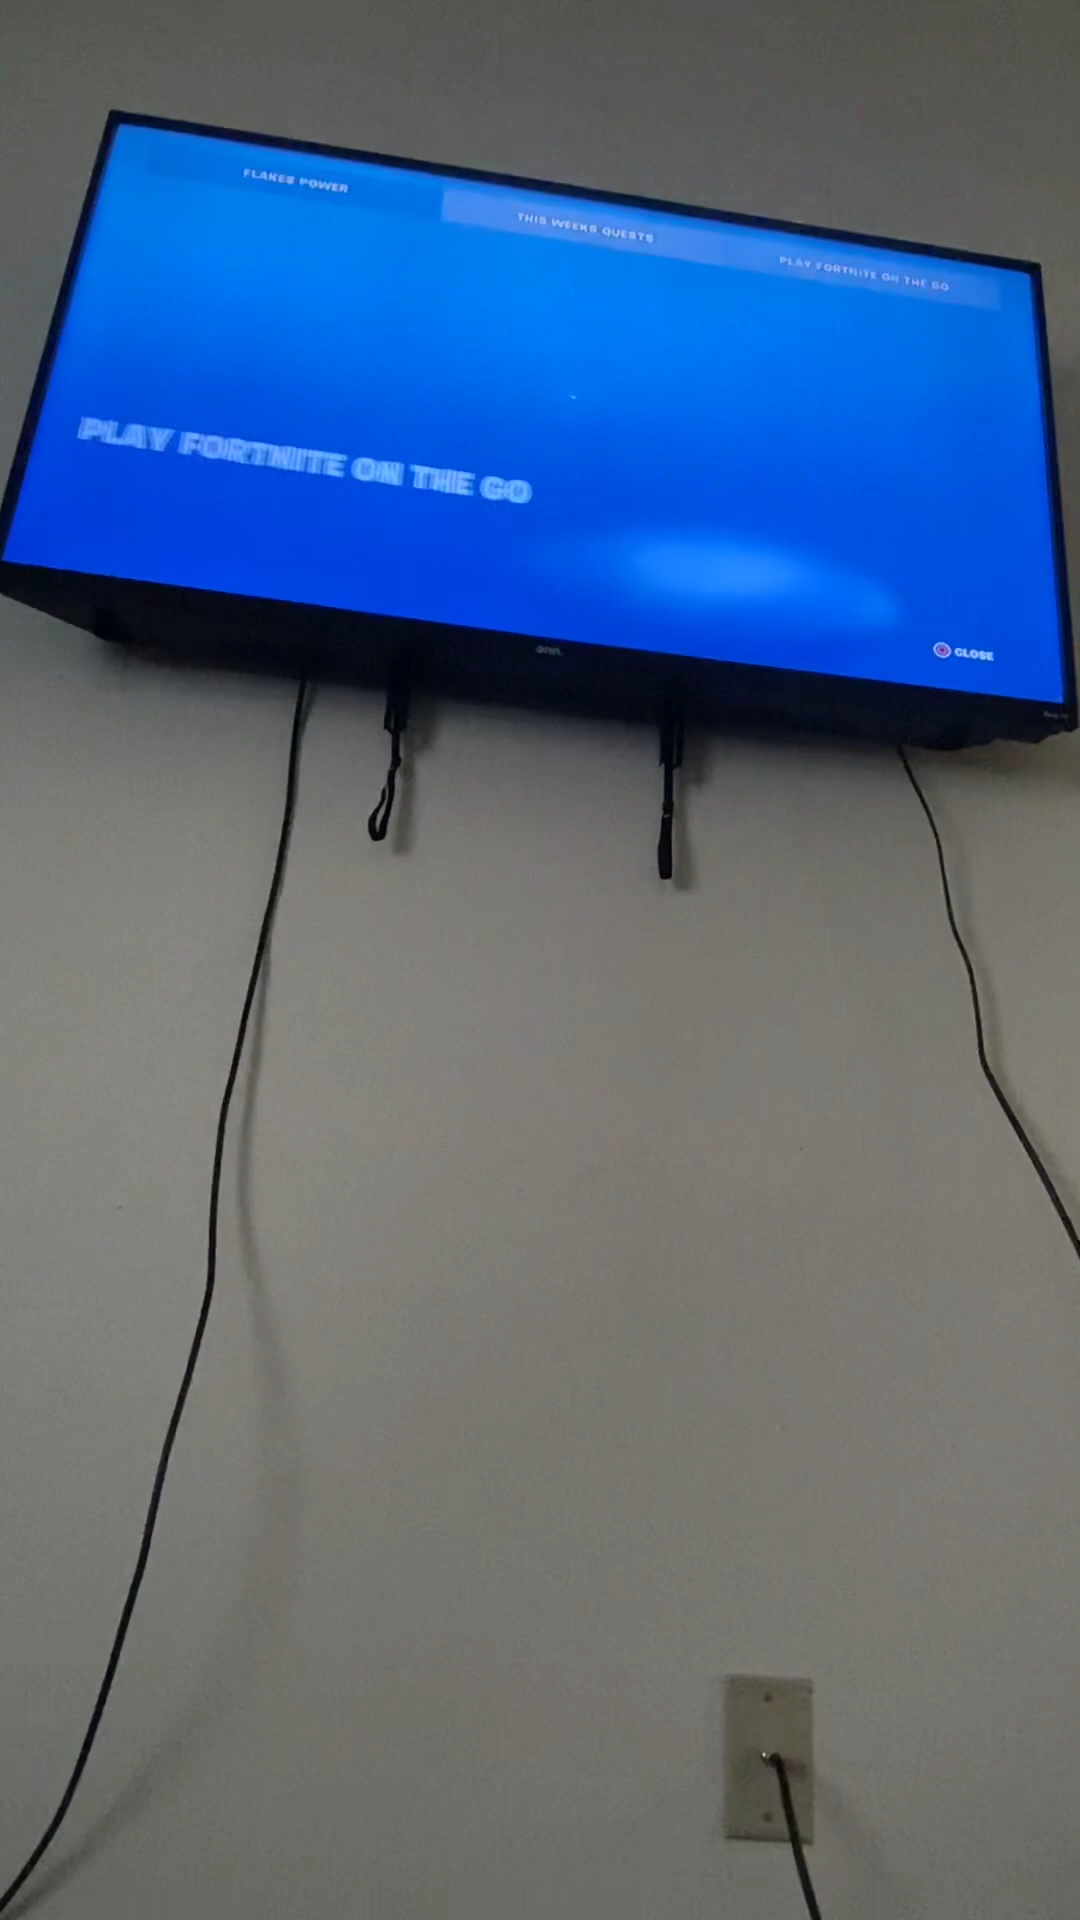 FLAKES POWER
THIS WEEKS QUESTS
PLAY FORTNITE ON THE GO
PLAY FORTNITE ON THE GO
CLOSE
onn.